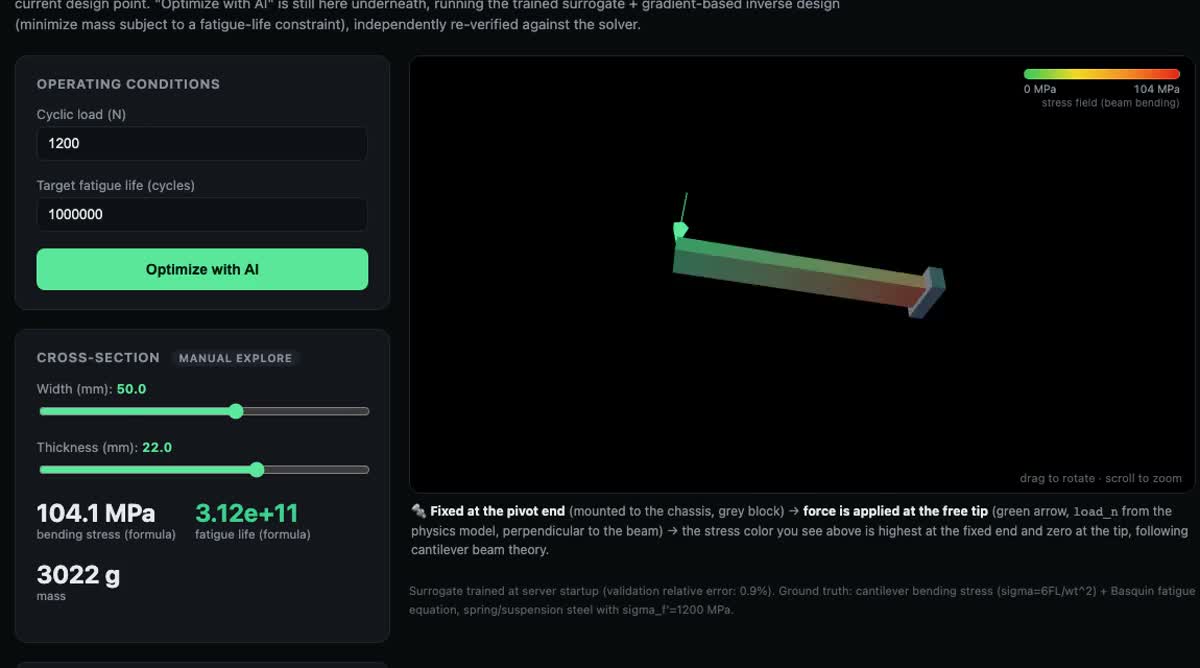 current design point. "Optimize with AI" is still here underneath, running the trained surrogate + gradient-based inverse design
(minimize mass subject to a fatigue-life constraint), independently re-verified against the solver.
OPERATING CONDITIONS
Cyclic load (N)
1200
Target fatigue life (cycles)
1000000
Optimize with AI
CROSS-SECTION MANUAL EXPLORE
Width (mm): 50.0
Thickness (mm): 22.0
104.1 MPa
bending stress (formula)
3.12e+11
fatigue life (formula)
3022 g
mass
0 MPa 104 MPa
stress field (beam bending)
drag to rotate · scroll to zoom
🔩 Fixed at the pivot end (mounted to the chassis, grey block) → force is applied at the free tip (green arrow, load_n from the
physics model, perpendicular to the beam) → the stress color you see above is highest at the fixed end and zero at the tip, following
cantilever beam theory.
Surrogate trained at server startup (validation relative error: 0.9%). Ground truth: cantilever bending stress (sigma=6FL/wt^2) + Basquin fatigue
equation, spring/suspension steel with sigma_f'=1200 MPa.